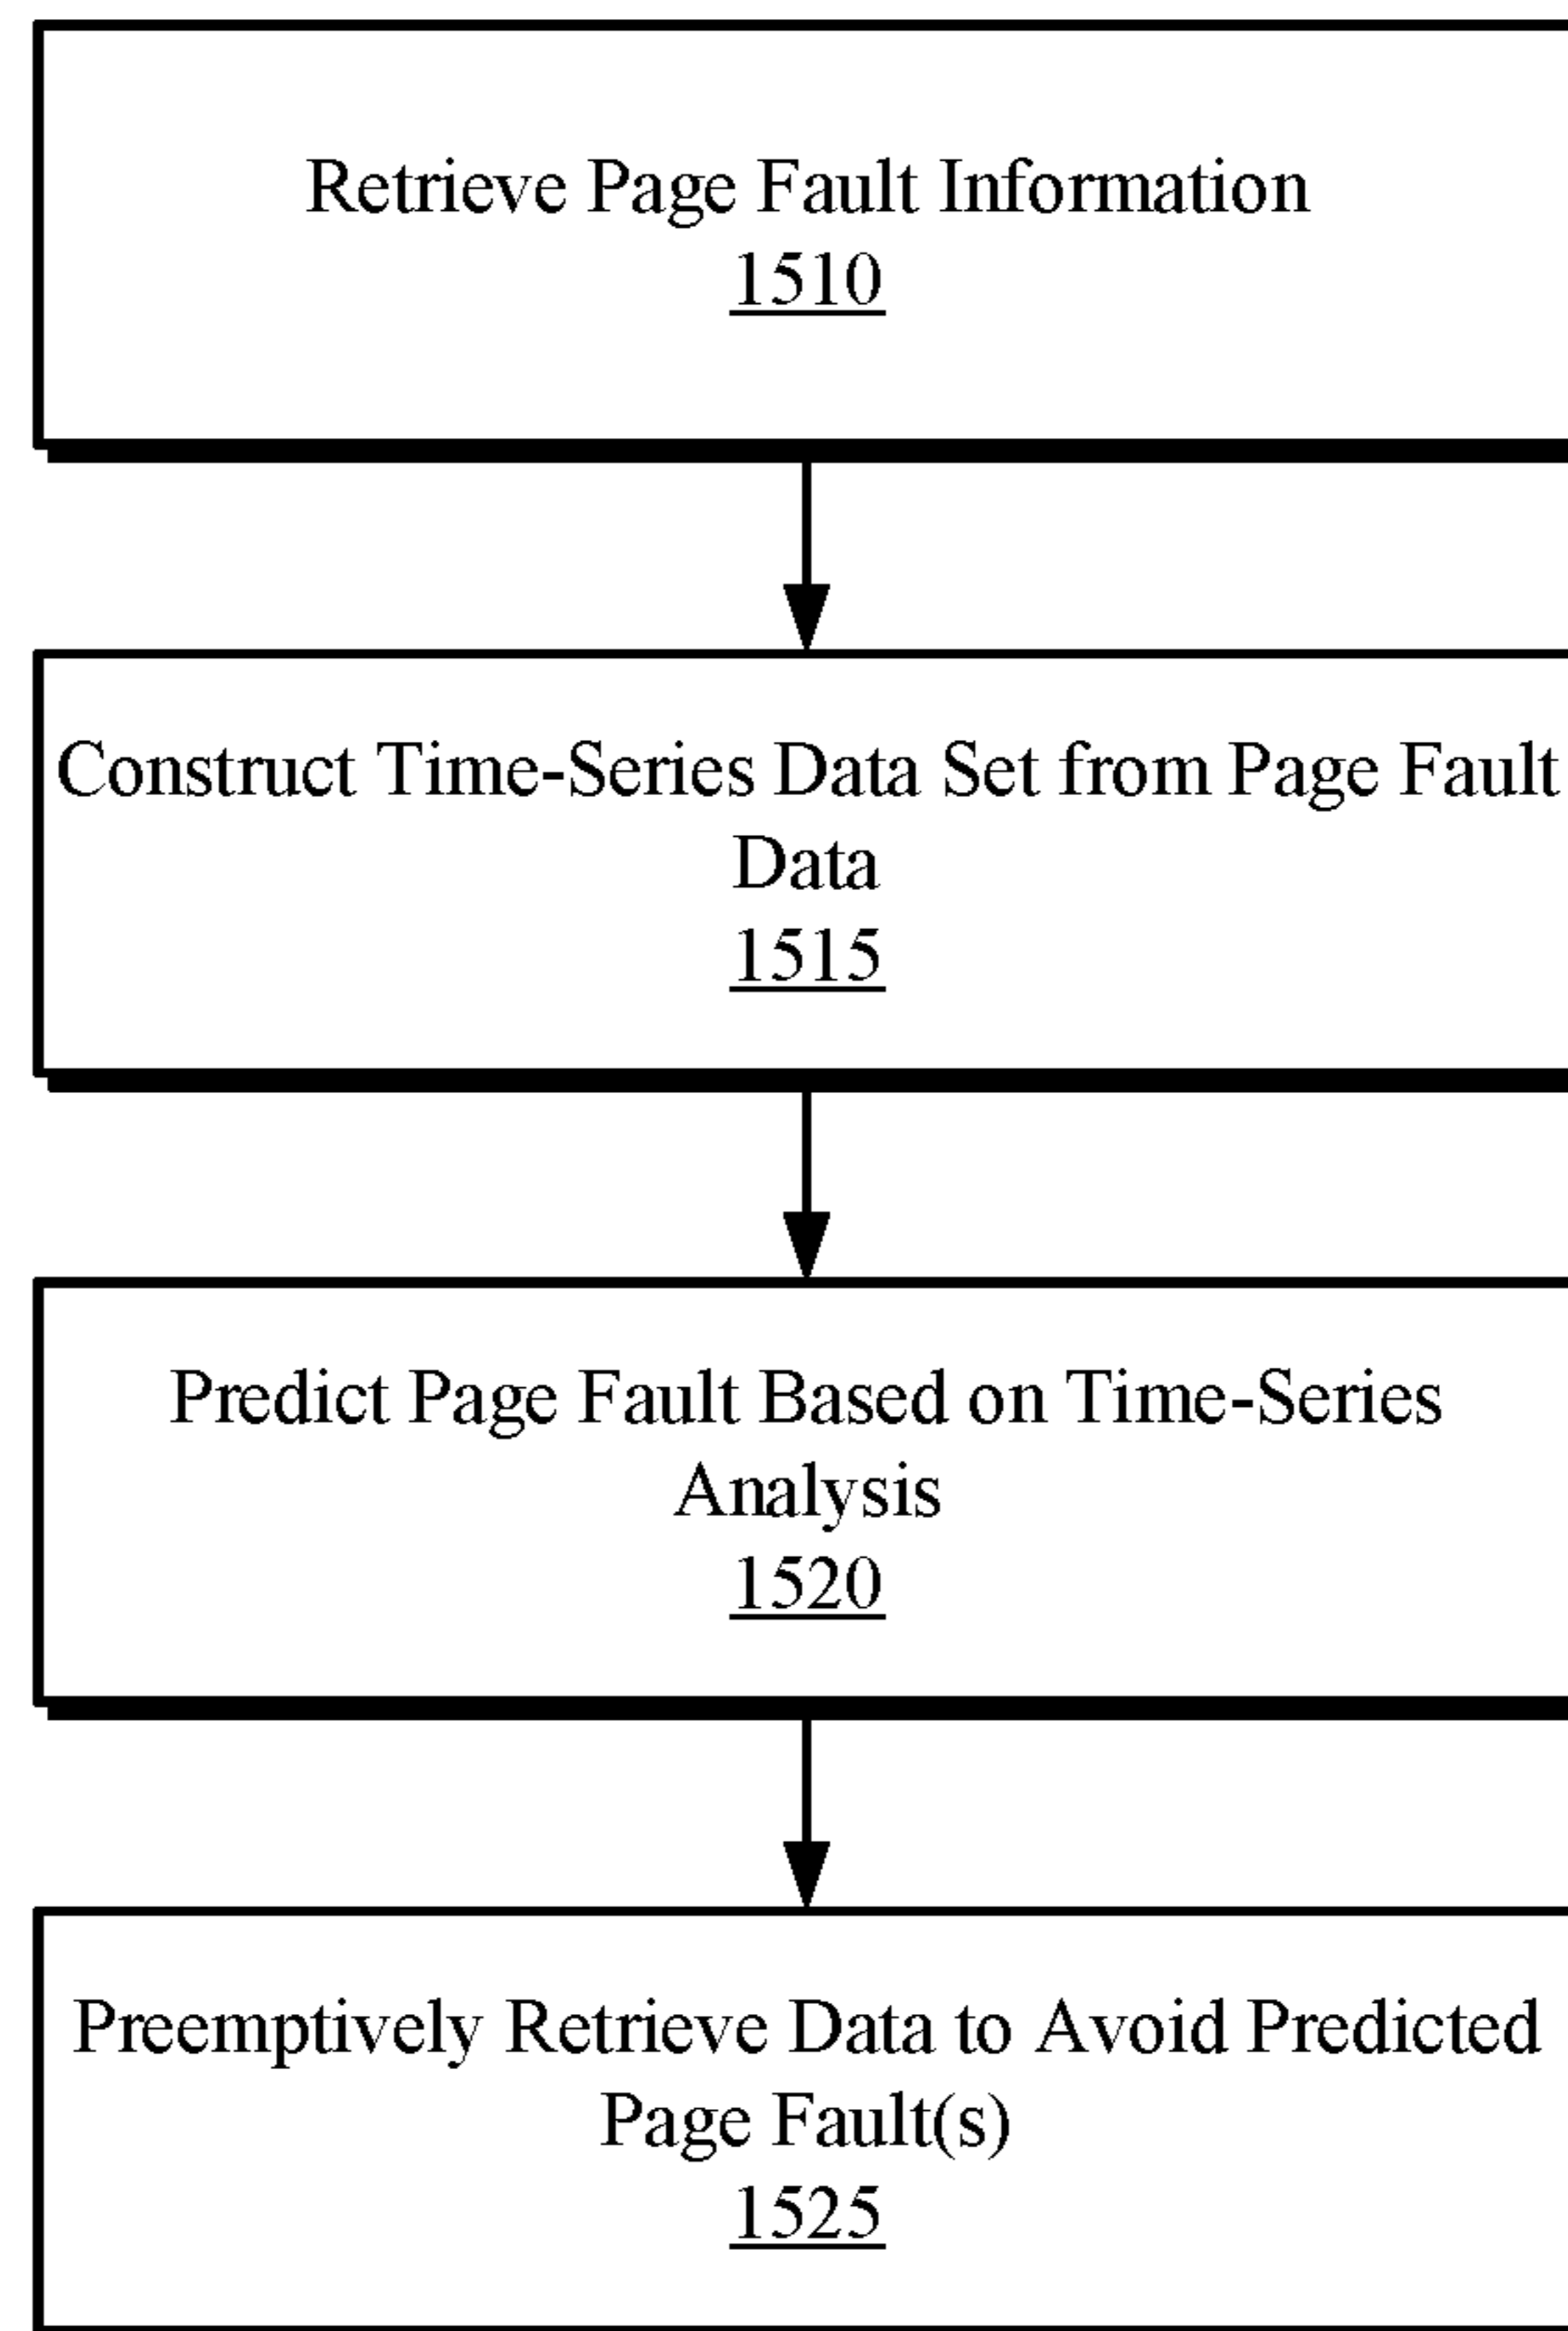 Retrieve Page Fault Information
1510
Construct Time-Series Data Set from Page Fault
Data
1515
Predict Page Fault Based on Time-Series
Analysis
1520
Preemptively Retrieve Data to Avoid Predicted
Page Fault(s)
1525